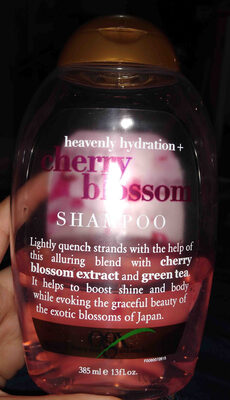 heavenly hydration+
cherry
blossom
SHAMPOO
Lightly quench strands with the help of
this alluring blend with cherry
blossom extract and green tea.
It helps to boost shine and body
while evoking the graceful beauty of
the exotic blossoms of Japan.
385 ml e 13fl.oz.